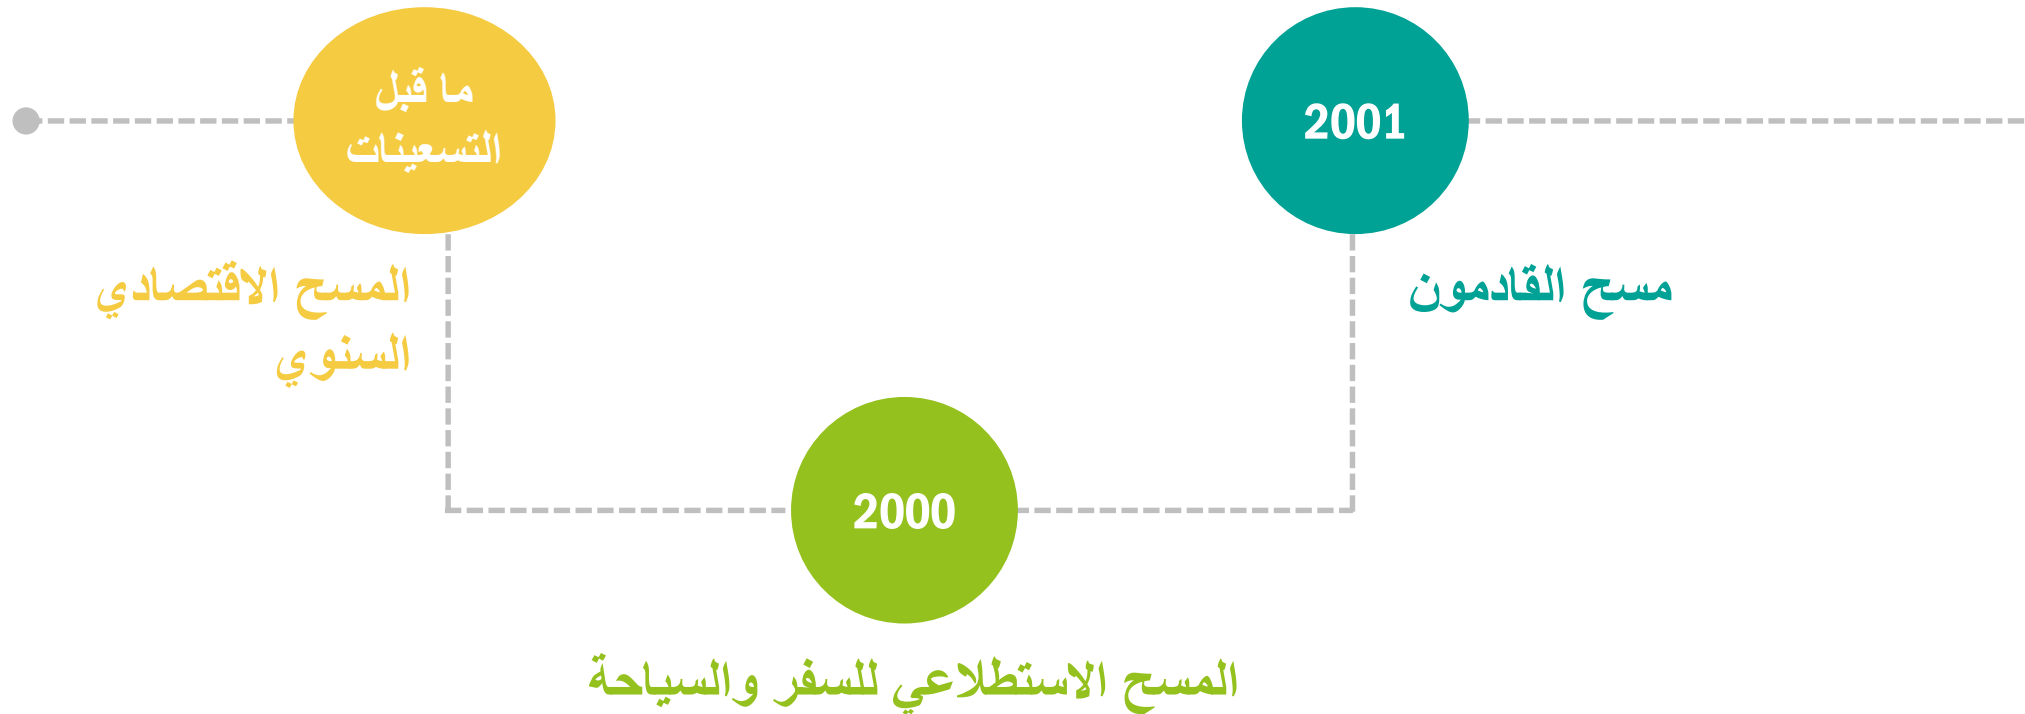 ما قبل
التسعينات
المسح الاقتصادي
السنوي
2000
المسح الاستطلاعي للسفر والسياحة
2001
مسح القادمون